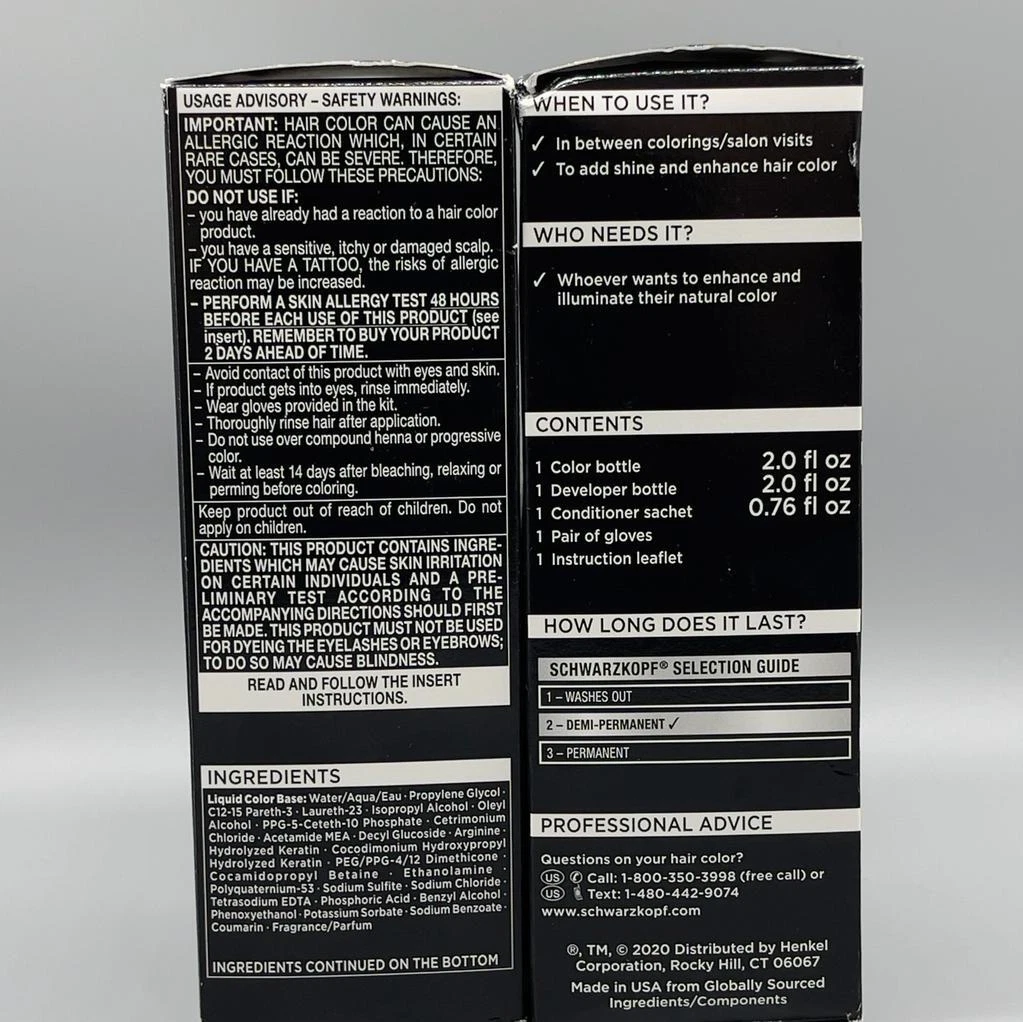 USAGE ADVISORY – SAFETY WARNINGS:
IMPORTANT: HAIR COLOR CAN CAUSE AN
ALLERGIC REACTION WHICH, IN CERTAIN
RARE CASES, CAN BE SEVERE. THEREFORE,
YOU MUST FOLLOW THESE PRECAUTIONS:
DO NOT USE IF:
– you have already had a reaction to a hair color
product.
– you have a sensitive, itchy or damaged scalp.
IF YOU HAVE A TATTOO, the risks of allergic
reaction may be increased.
– PERFORM A SKIN ALLERGY TEST 48 HOURS
BEFORE EACH USE OF THIS PRODUCT (see
insert). REMEMBER TO BUY YOUR PRODUCT
2 DAYS AHEAD OF TIME.
– Avoid contact of this product with eyes and skin.
– If product gets into eyes, rinse immediately.
– Wear gloves provided in the kit.
– Thoroughly rinse hair after application.
– Do not use over compound henna or progressive
color.
– Wait at least 14 days after bleaching, relaxing or
perming before coloring.
Keep product out of reach of children. Do not
apply on children.
CAUTION: THIS PRODUCT CONTAINS INGRE-
DIENTS WHICH MAY CAUSE SKIN IRRITATION
ON CERTAIN INDIVIDUALS AND A PRE-
LIMINARY TEST ACCORDING TO THE
ACCOMPANYING DIRECTIONS SHOULD FIRST
BE MADE. THIS PRODUCT MUST NOT BE USED
FOR DYEING THE EYELASHES OR EYEBROWS;
TO DO SO MAY CAUSE BLINDNESS.
READ AND FOLLOW THE INSERT
INSTRUCTIONS.
INGREDIENTS
Liquid Color Base: Water/Aqua/Eau · Propylene Glycol ·
C12-15 Pareth-3 · Laureth-23 · Isopropyl Alcohol · Oleyl
Alcohol · PPG-5-Ceteth-10 Phosphate · Cetrimonium
Chloride · Acetamide MEA · Decyl Glucoside · Arginine ·
Hydrolyzed Keratin · Cocodimonium Hydroxypropyl
Hydrolyzed Keratin · PEG/PPG-4/12 Dimethicone ·
Cocamidopropyl Betaine · Ethanolamine ·
Polyquaternium-53 · Sodium Sulfite · Sodium Chloride ·
Tetrasodium EDTA · Phosphoric Acid · Benzyl Alcohol ·
Phenoxyethanol · Potassium Sorbate · Sodium Benzoate ·
Coumarin · Fragrance/Parfum
INGREDIENTS CONTINUED ON THE BOTTOM
WHEN TO USE IT?
✓ In between colorings/salon visits
✓ To add shine and enhance hair color
WHO NEEDS IT?
✓ Whoever wants to enhance and
illuminate their natural color
CONTENTS
1 Color bottle 2.0 fl oz
1 Developer bottle 2.0 fl oz
1 Conditioner sachet 0.76 fl oz
1 Pair of gloves
1 Instruction leaflet
HOW LONG DOES IT LAST?
SCHWARZKOPF® SELECTION GUIDE
1 – WASHES OUT
2 – DEMI-PERMANENT ✓
3 – PERMANENT
PROFESSIONAL ADVICE
Questions on your hair color?
US Call: 1-800-350-3998 (free call) or
US Text: 1-480-442-9074
www.schwarzkopf.com
®, TM, © 2020 Distributed by Henkel
Corporation, Rocky Hill, CT 06067
Made in USA from Globally Sourced
Ingredients/Components